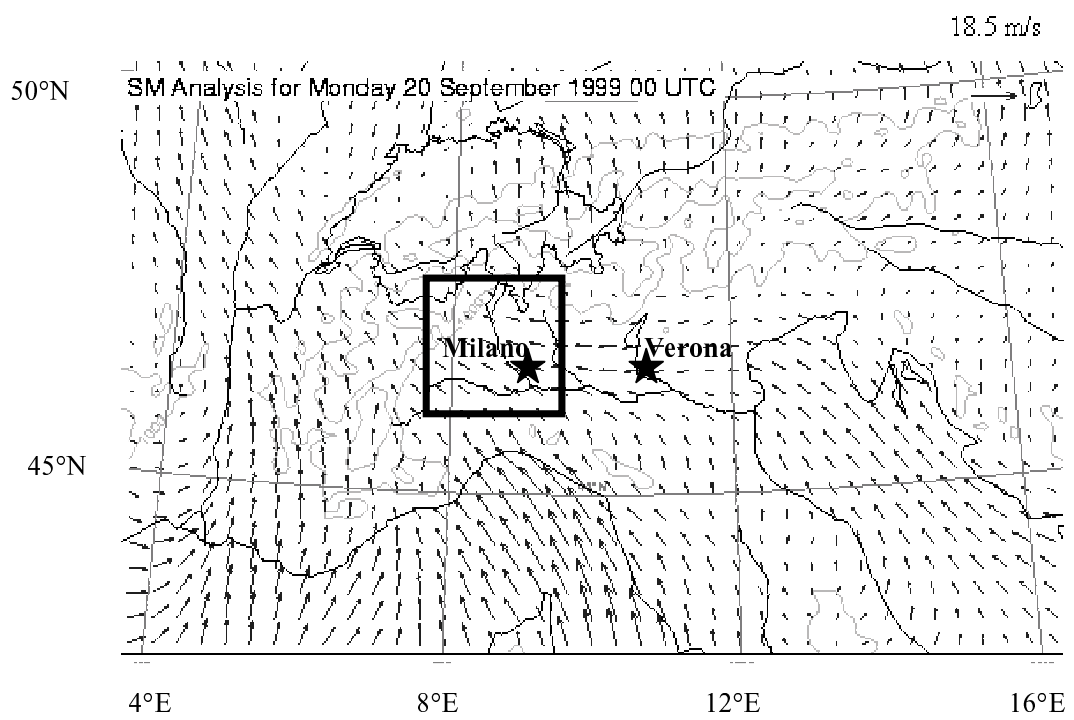 18.5 m/s
50°N
SM Analysis for Monday 20 September 1999 00 UTC
Milano
Verona
45°N
4°E 8°E 12°E 16°E